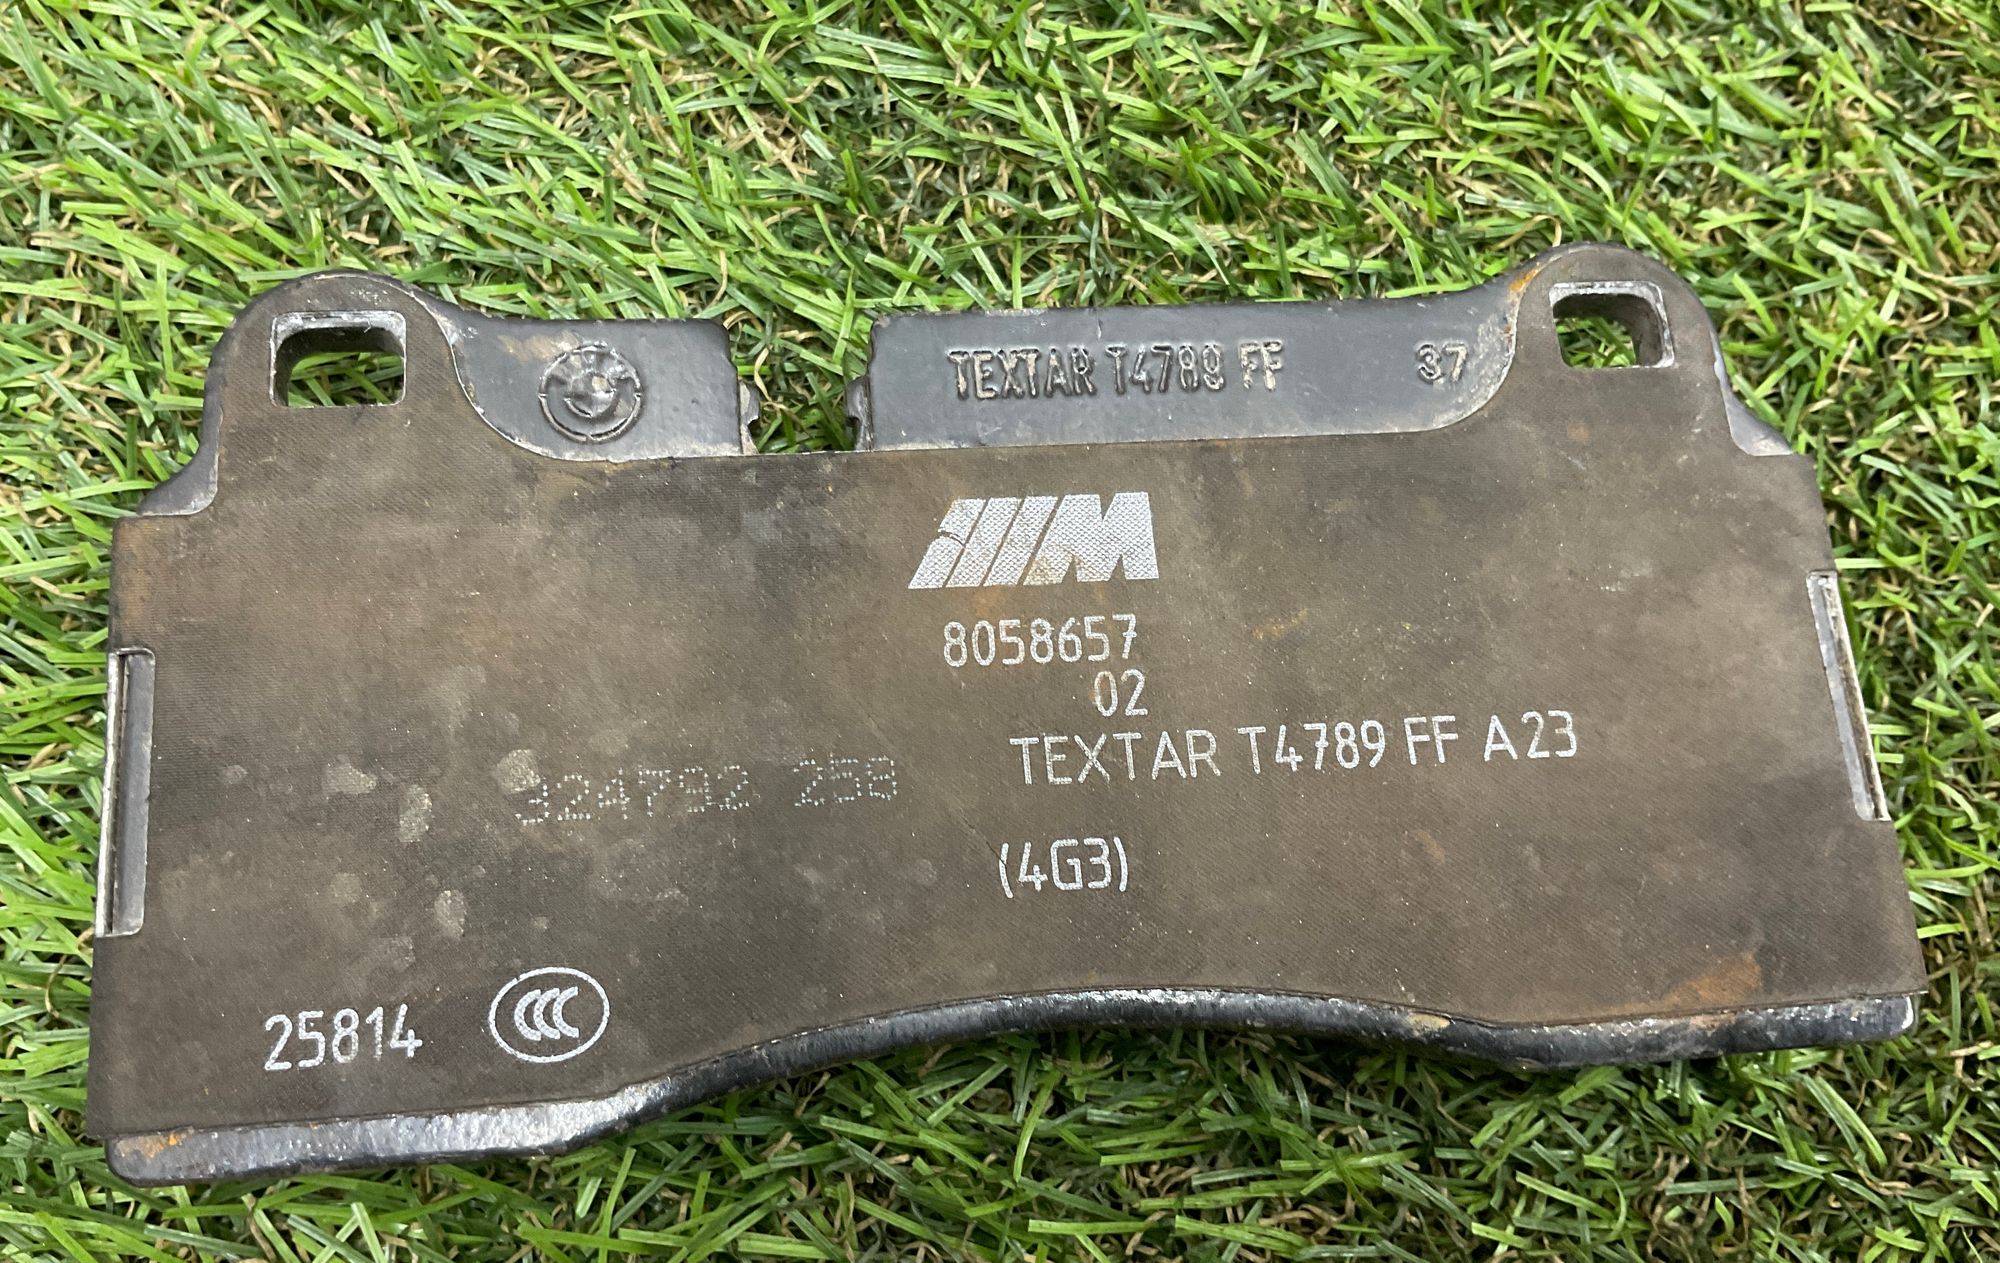 TEXTAR T4789 FF 37
M
8058657
02
TEXTAR T4789 FF A23
324792 258
(4G3)
25814
CCC